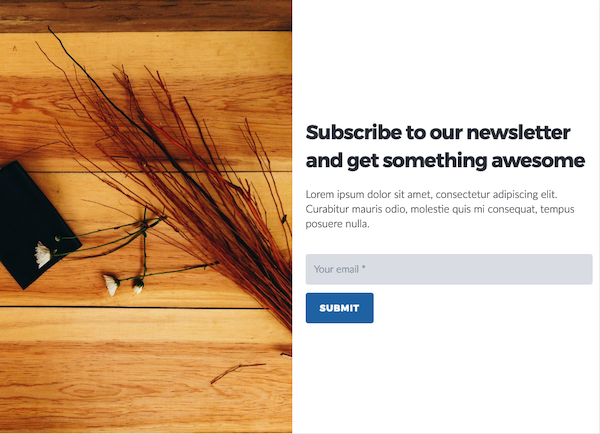 Subscribe to our newsletter
and get something awesome
Lorem ipsum dolor sit amet, consectetur adipiscing elit.
Curabitur mauris odio, molestie quis mi consequat, tempus
posuere nulla.
Your email *
SUBMIT